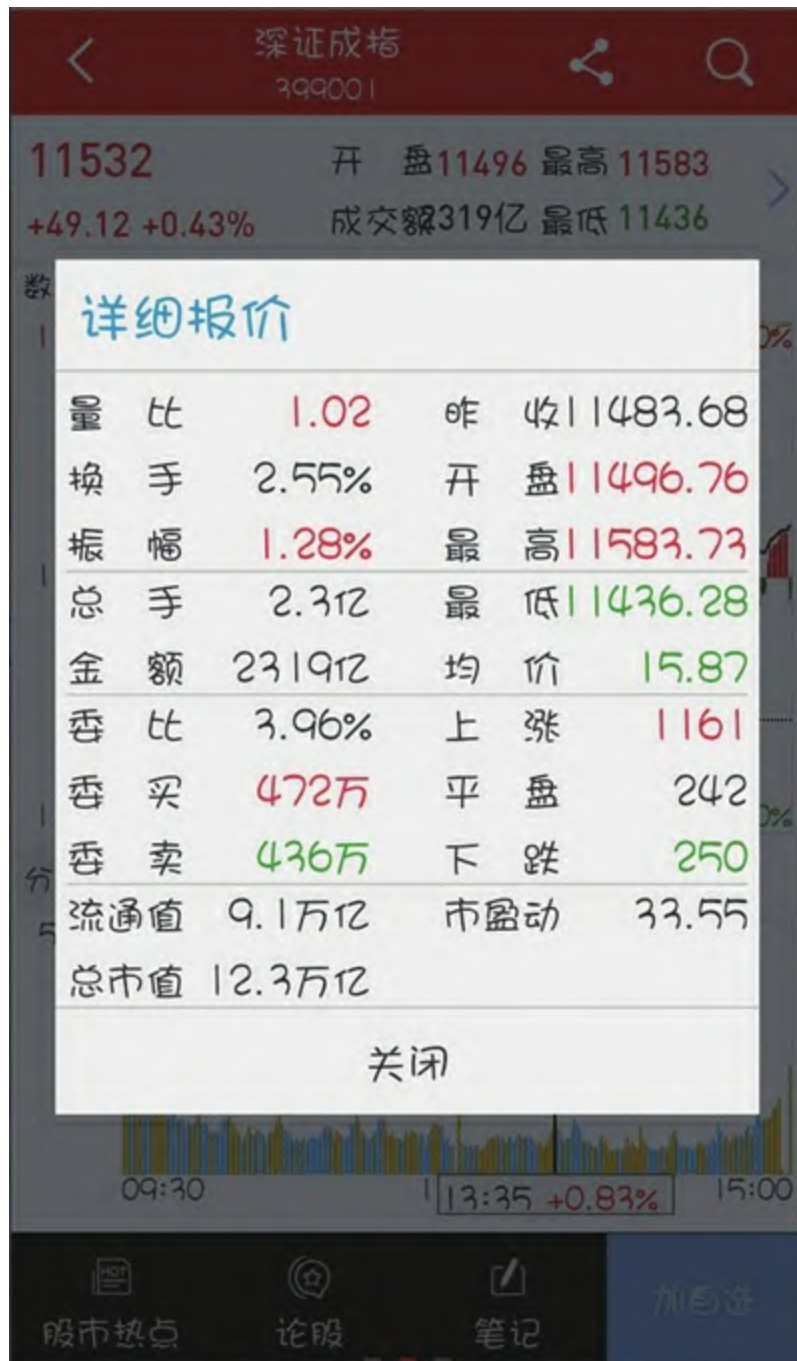 深证成指
399001
11532 开 盘11496 最高 11583
+49.12 +0.43% 成交额2319亿 最低 11436
数
详细报价
量 比 1.02 昨 收11483.68
换 手 2.55% 开 盘11496.76
振 幅 1.28% 最 高11583.73
总 手 2.3亿 最 低11436.28
金 额 2319亿 均 价 15.87
委 比 3.96% 上 涨 1161
委 买 472万 平 盘 242
委 卖 436万 下 跌 250
分
流通值 9.1万亿 市盈动 33.55
总市值 12.3万亿
关闭
09:30 13:35 +0.83% 15:00
HOT
股市热点 论股 笔记 加自选